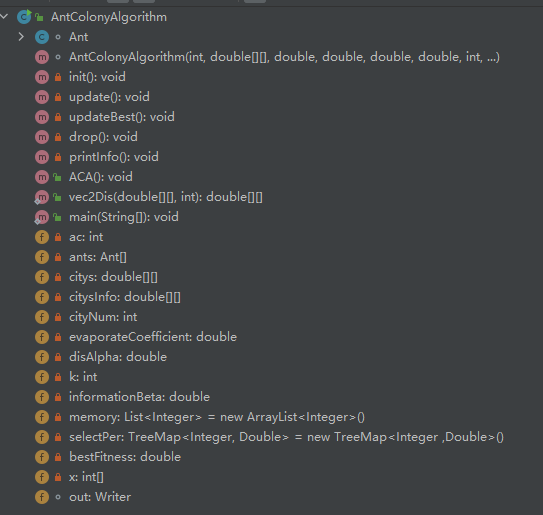 AntColonyAlgorithm
Ant
AntColonyAlgorithm(int, double[][], double, double, double, double, int, ...)
init(): void
update(): void
updateBest(): void
drop(): void
printInfo(): void
ACA(): void
vec2Dis(double[][], int): double[][]
main(String[]): void
ac: int
ants: Ant[]
citys: double[][]
citysInfo: double[][]
cityNum: int
evaporateCoefficient: double
disAlpha: double
k: int
informationBeta: double
memory: List<Integer> = new ArrayList<Integer>()
selectPer: TreeMap<Integer, Double> = new TreeMap<Integer ,Double>()
bestFitness: double
x: int[]
out: Writer